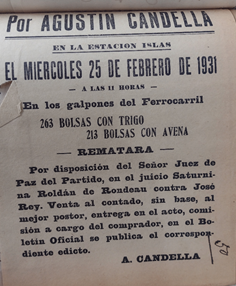 Por AGUSTIN CANDELLA
EN LA ESTACION ISLAS
EL MIERCOLES 25 DE FEBRERO DE 1931
— A LAS 11 HORAS —
En los galpones del Ferrocarril
263 BOLSAS CON TRIGO
213 BOLSAS CON AVENA
— REMATARA —
Por disposición del Señor Juez de
Paz del Partido, en el juicio Saturni-
na Roldán de Rondeau contra José
Rey. Venta al contado, sin base, al
mejor postor, entrega en el acto, comi-
sión a cargo del comprador, en el Bo-
letín Oficial se publica el correspon-
diente edicto.
A. CANDELLA